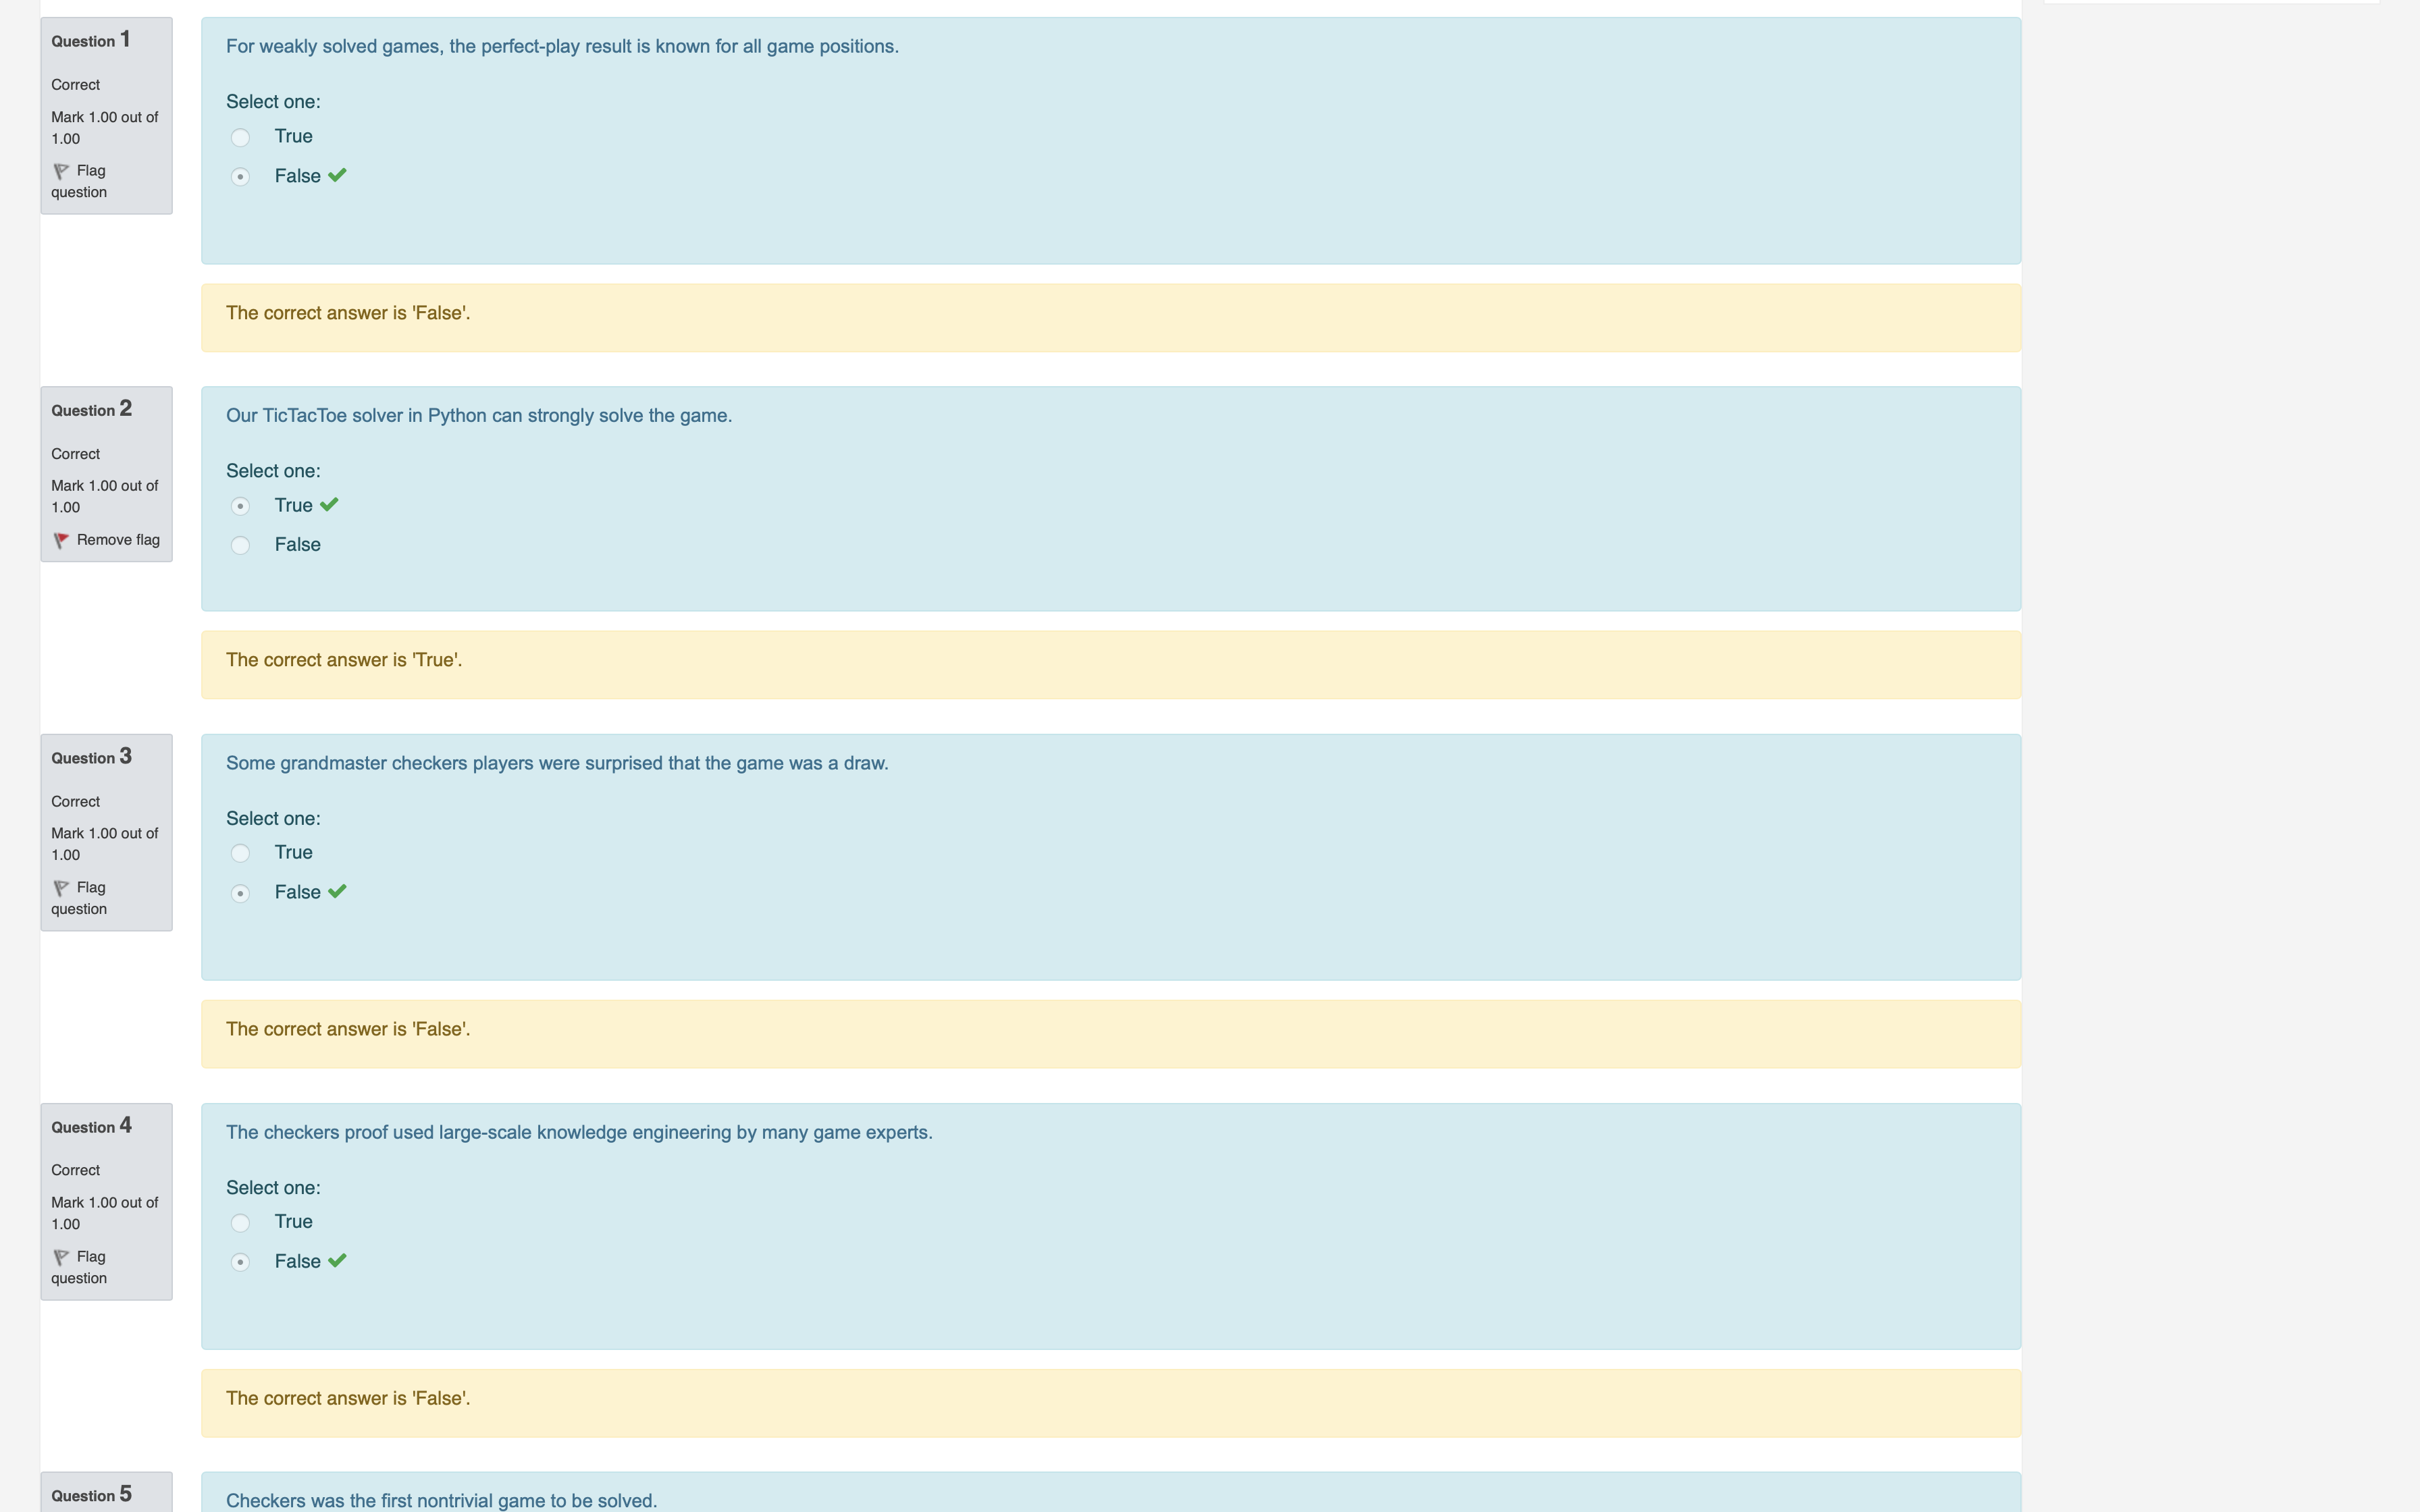 Question 1
Correct
Mark 1.00 out of
1.00
Flag
question
For weakly solved games, the perfect-play result is known for all game positions.
Select one:
True
False
The correct answer is 'False'.
Question 2
Correct
Mark 1.00 out of
1.00
Remove flag
Our TicTacToe solver in Python can strongly solve the game.
Select one:
True
False
The correct answer is 'True'.
Question 3
Correct
Mark 1.00 out of
1.00
Flag
question
Some grandmaster checkers players were surprised that the game was a draw.
Select one:
True
False
The correct answer is 'False'.
Question 4
Correct
Mark 1.00 out of
1.00
Flag
question
The checkers proof used large-scale knowledge engineering by many game experts.
Select one:
True
False
The correct answer is 'False'.
Question 5
Checkers was the first nontrivial game to be solved.